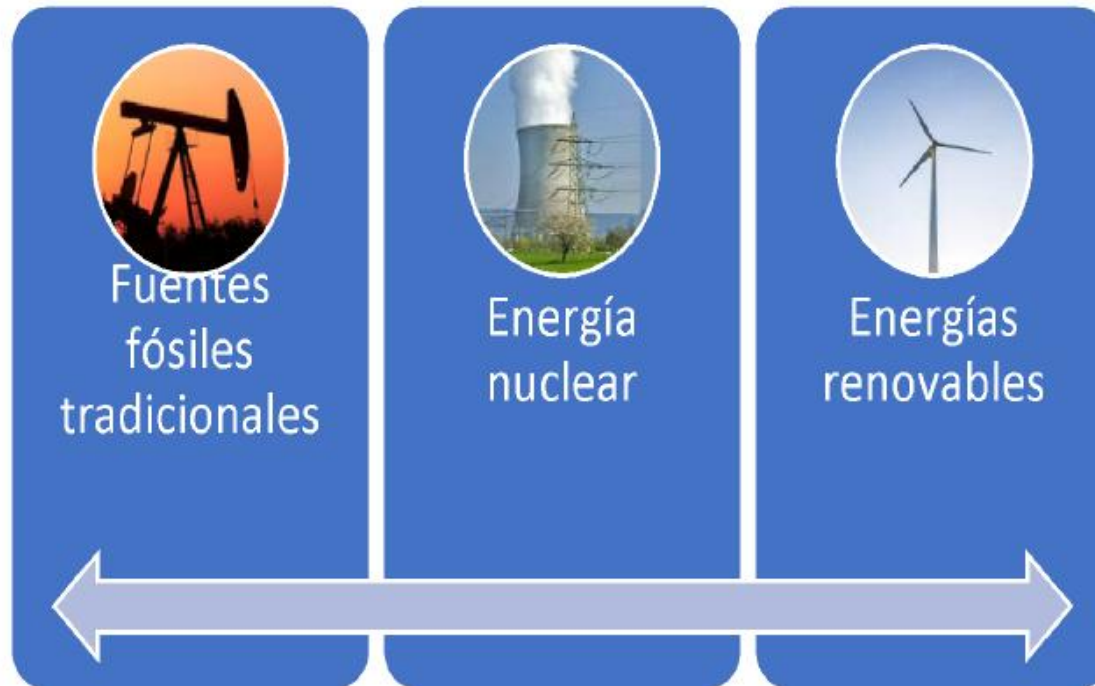 Fuentes
fósiles
tradicionales
Energía
nuclear
Energías
renovables